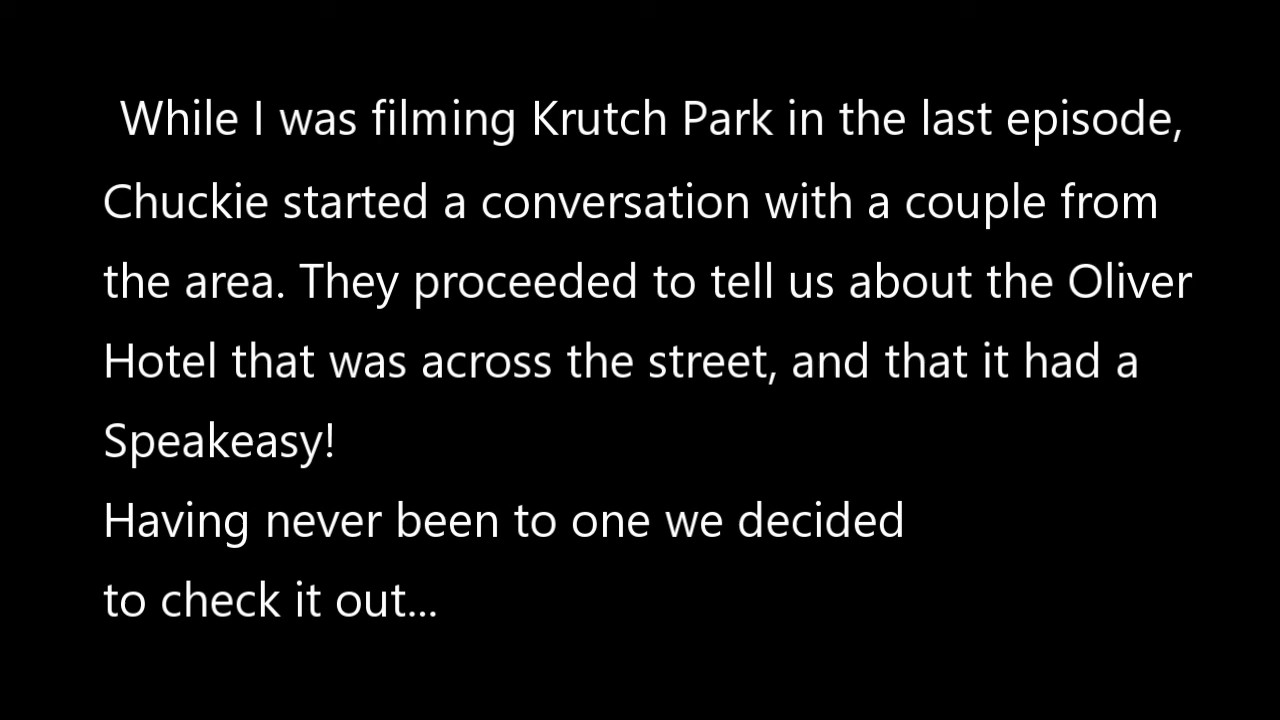 While I was filming Krutch Park in the last episode,
Chuckie started a conversation with a couple from
the area. They proceeded to tell us about the Oliver
Hotel that was across the street, and that it had a
Speakeasy!
Having never been to one we decided
to check it out...